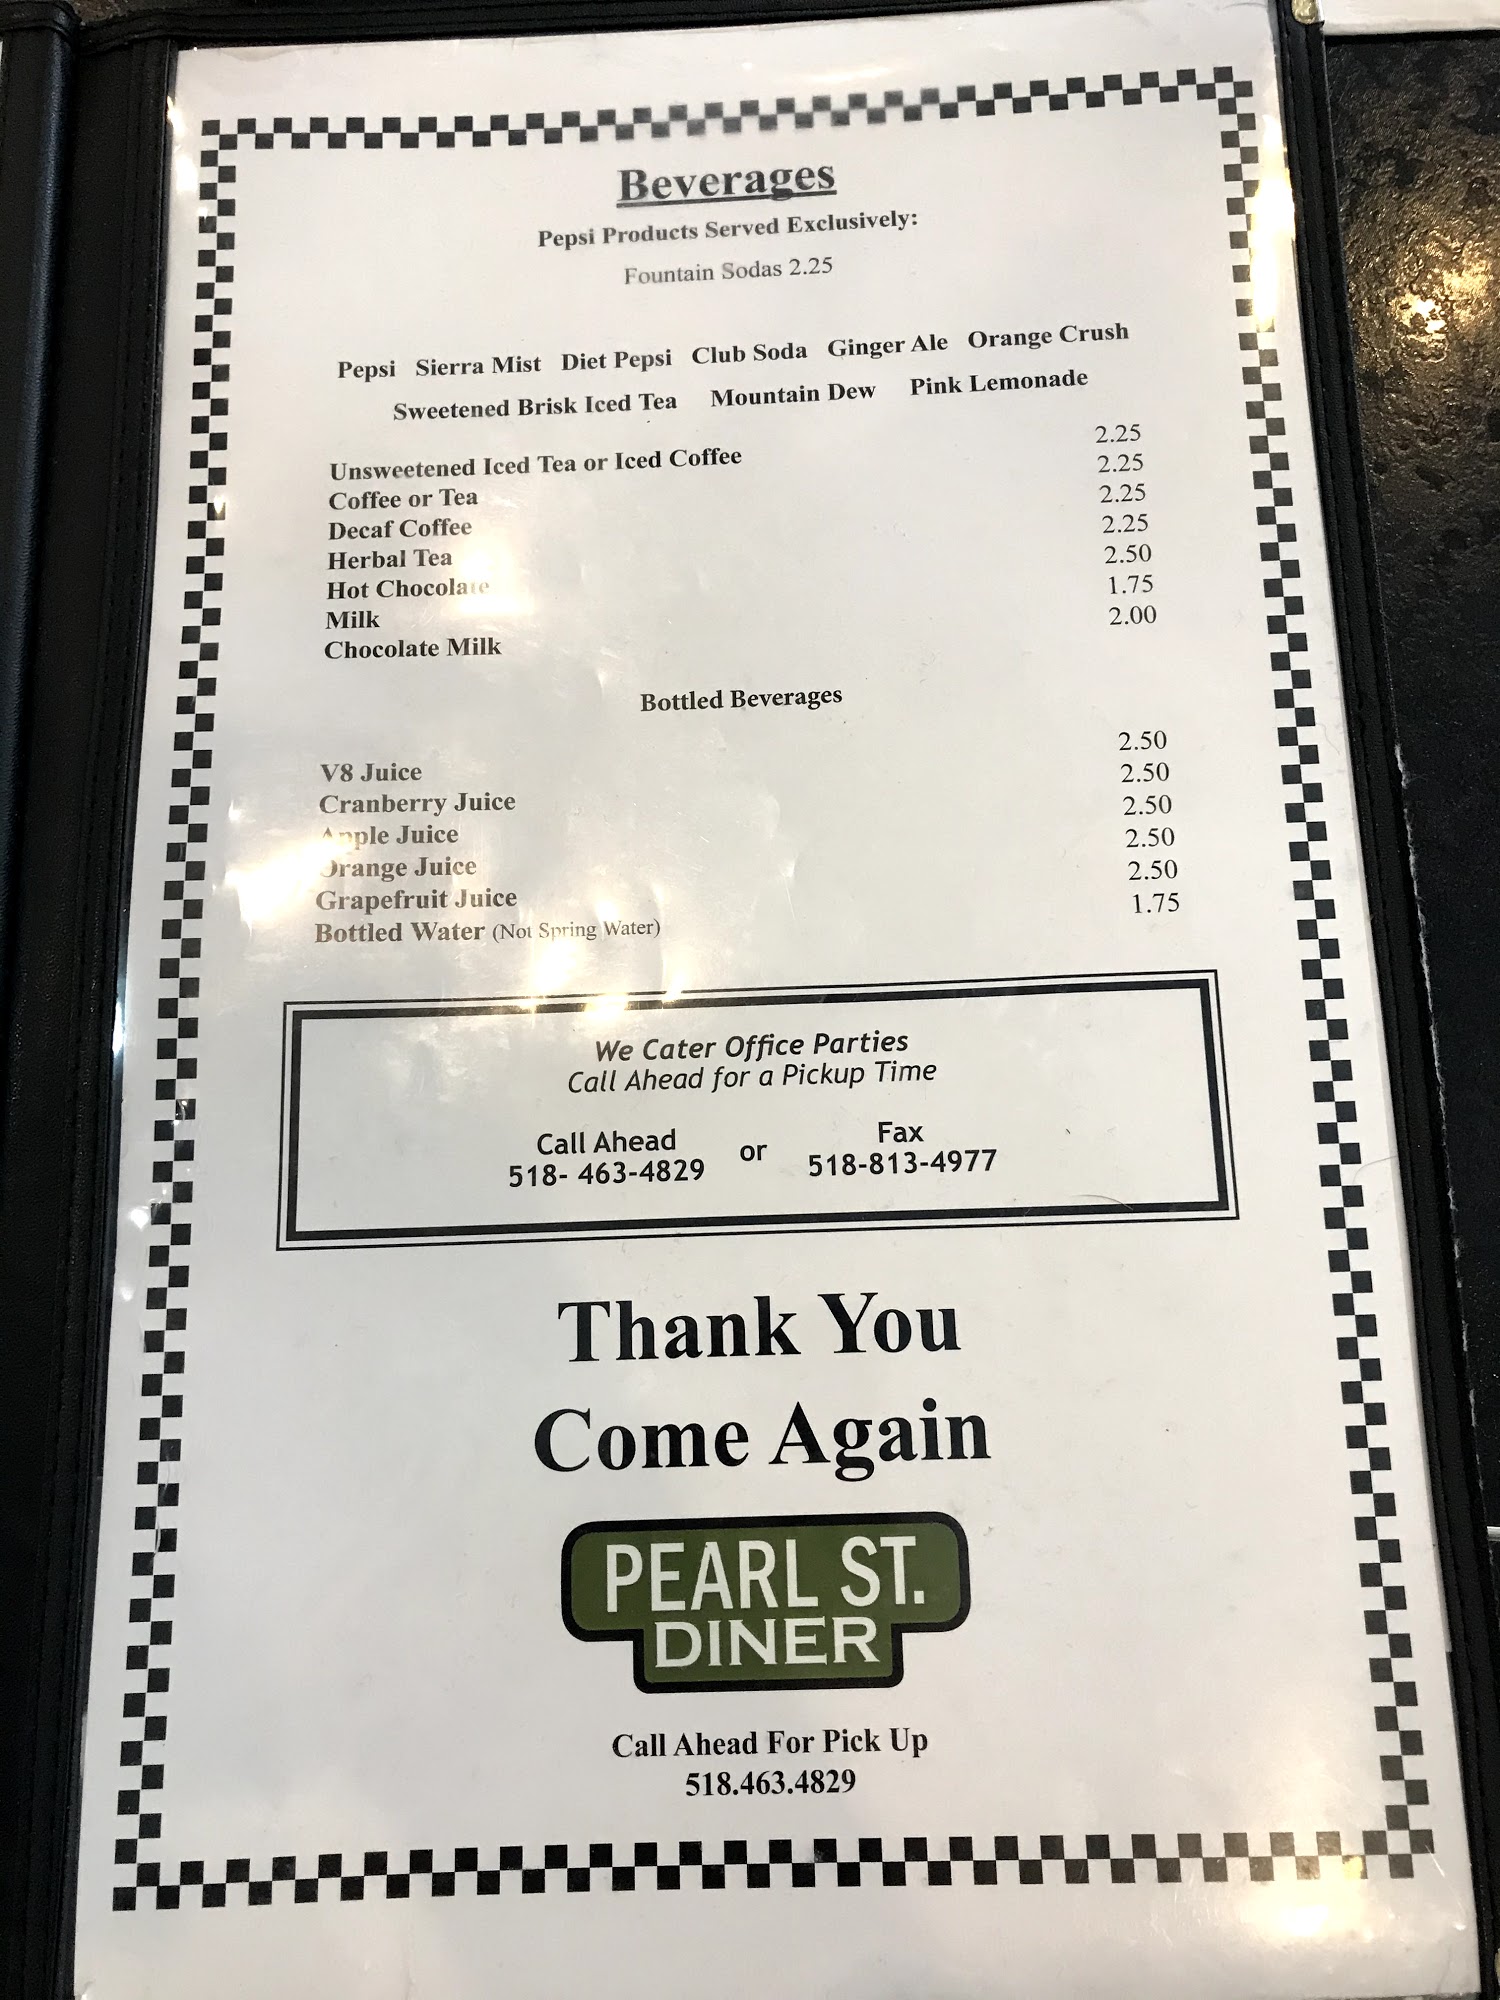 Beverages
Pepsi Products Served Exclusively:
Fountain Sodas 2.25
Pepsi Sierra Mist Diet Pepsi Club Soda Ginger Ale Orange Crush
Sweetened Brisk Iced Tea Mountain Dew Pink Lemonade
Unsweetened Iced Tea or Iced Coffee 2.25
Coffee or Tea 2.25
Decaf Coffee 2.25
Herbal Tea 2.25
Hot Chocolate 2.50
Milk 1.75
Chocolate Milk 2.00
Bottled Beverages
V8 Juice 2.50
Cranberry Juice 2.50
Apple Juice 2.50
Orange Juice 2.50
Grapefruit Juice 2.50
Bottled Water (Not Spring Water) 1.75
We Cater Office Parties
Call Ahead for a Pickup Time
Call Ahead or Fax
518- 463-4829 518-813-4977
Thank You
Come Again
PEARL ST.
DINER
Call Ahead For Pick Up
518.463.4829